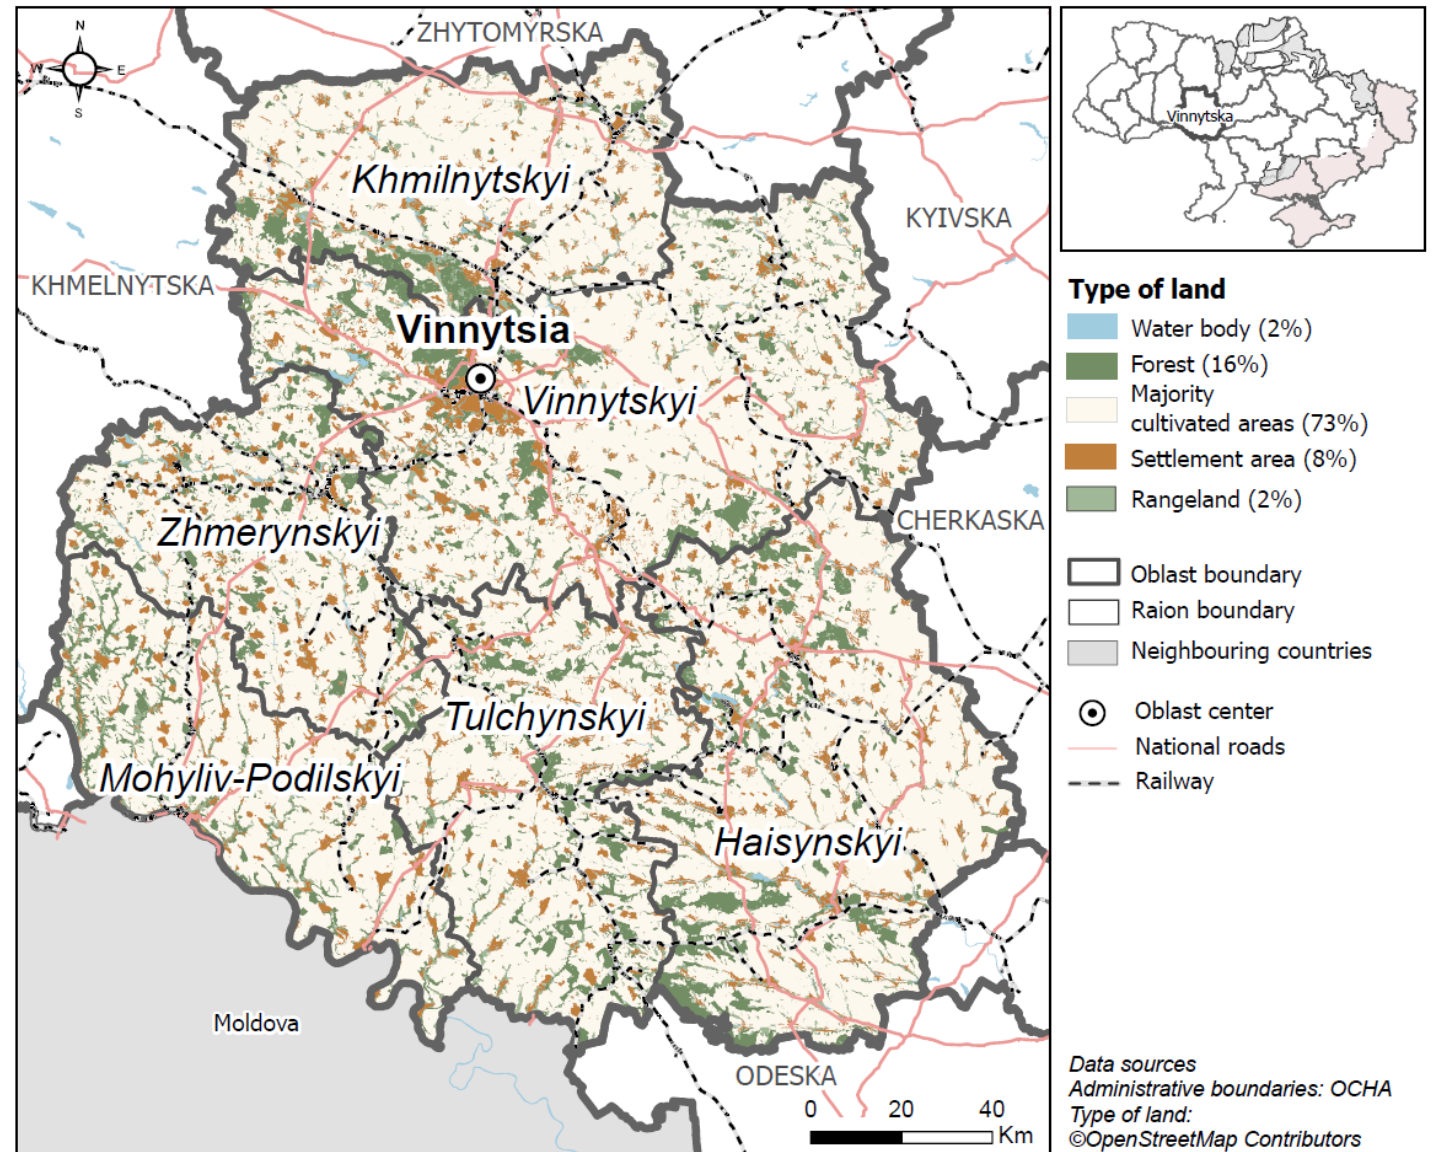 N
W
E
S
ZHYTOMYRSKA
Khmilnytskyi
KYIVSKA
KHMELNYTSKA
Vinnytsia
Vinnytskyi
CHERKASKA
Zhmerynskyi
Tulchynskyi
Mohyliv-Podilskyi
Haisynskyi
Moldova
ODESKA
0 20 40
Km
Vinnytska
Type of land
Water body (2%)
Forest (16%)
Majority
cultivated areas (73%)
Settlement area (8%)
Rangeland (2%)
Oblast boundary
Raion boundary
Neighbouring countries
Oblast center
National roads
Railway
Data sources
Administrative boundaries: OCHA
Type of land:
©OpenStreetMap Contributors